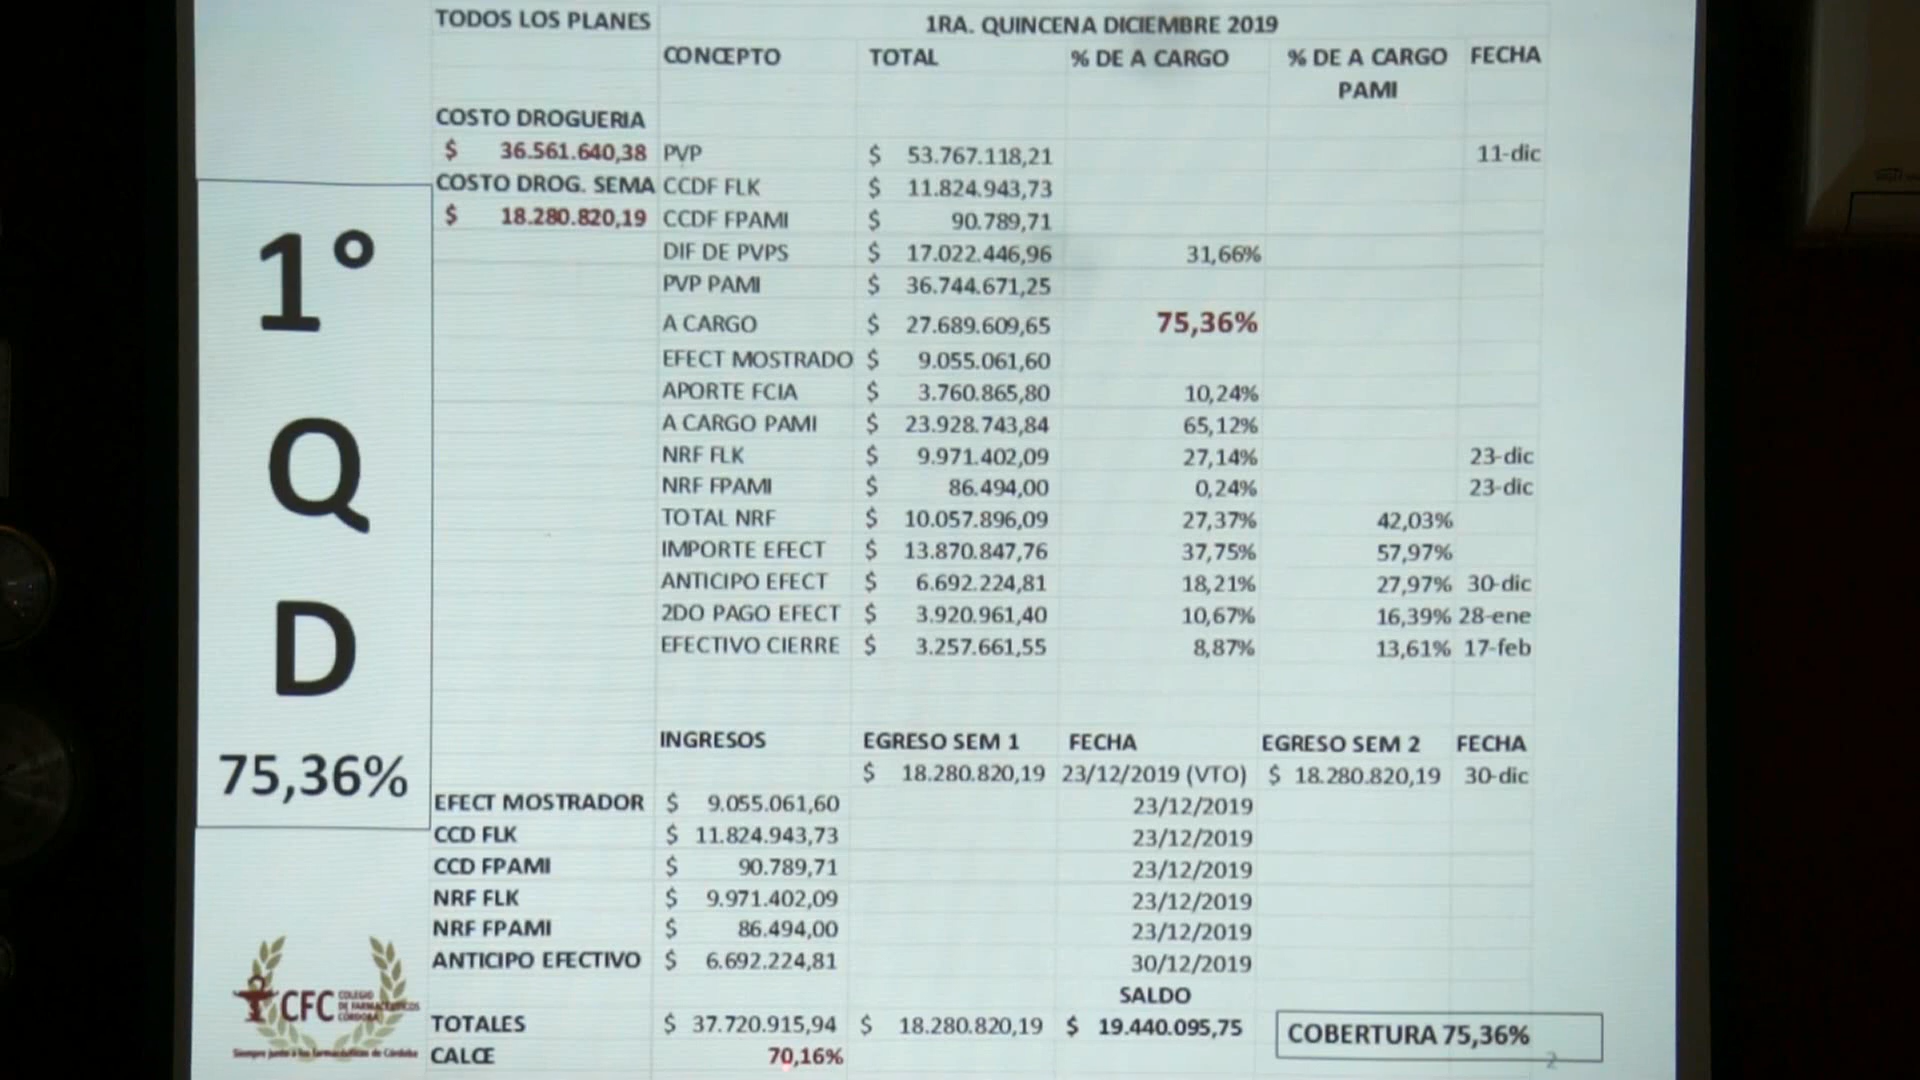 TODOS LOS PLANES 1RA. QUINCENA DICIEMBRE 2019
CONCEPTO TOTAL % DE A CARGO % DE A CARGO PAMI FECHA
COSTO DROGUERIA
$ 36.561.640,38 PVP $ 53.767.118,21 11-dic
COSTO DROG. SEMA CCDF FLK $ 11.824.943,73
$ 18.280.820,19 CCDF FPAMI $ 90.789,71
DIF DE PVPS $ 17.022.446,96 31,66%
PVP PAMI $ 36.744.671,25
A CARGO $ 27.689.609,65 75,36%
EFECT MOSTRADO $ 9.055.061,60
APORTE FCIA $ 3.760.865,80 10,24%
A CARGO PAMI $ 23.928.743,84 65,12%
NRF FLK $ 9.971.402,09 27,14% 23-dic
NRF FPAMI $ 86.494,00 0,24% 23-dic
TOTAL NRF $ 10.057.896,09 27,37% 42,03%
IMPORTE EFECT $ 13.870.847,76 37,75% 57,97%
ANTICIPO EFECT $ 6.692.224,81 18,21% 27,97% 30-dic
2DO PAGO EFECT $ 3.920.961,40 10,67% 16,39% 28-ene
EFECTIVO CIERRE $ 3.257.661,55 8,87% 13,61% 17-feb
1°
Q
D
75,36%
INGRESOS EGRESO SEM 1 FECHA EGRESO SEM 2 FECHA
$ 18.280.820,19 23/12/2019 (VTO) $ 18.280.820,19 30-dic
EFECT MOSTRADOR $ 9.055.061,60 23/12/2019
CCD FLK $ 11.824.943,73 23/12/2019
CCD FPAMI $ 90.789,71 23/12/2019
NRF FLK $ 9.971.402,09 23/12/2019
NRF FPAMI $ 86.494,00 23/12/2019
ANTICIPO EFECTIVO $ 6.692.224,81 30/12/2019
SALDO
TOTALES $ 37.720.915,94 $ 18.280.820,19 $ 19.440.095,75
CALCE 70,16%
COBERTURA 75,36%
2
CFC
COLEGIO
DE FARMACEUTICOS
CÓRDOBA
Siempre junto a los farmacéuticos de Córdoba